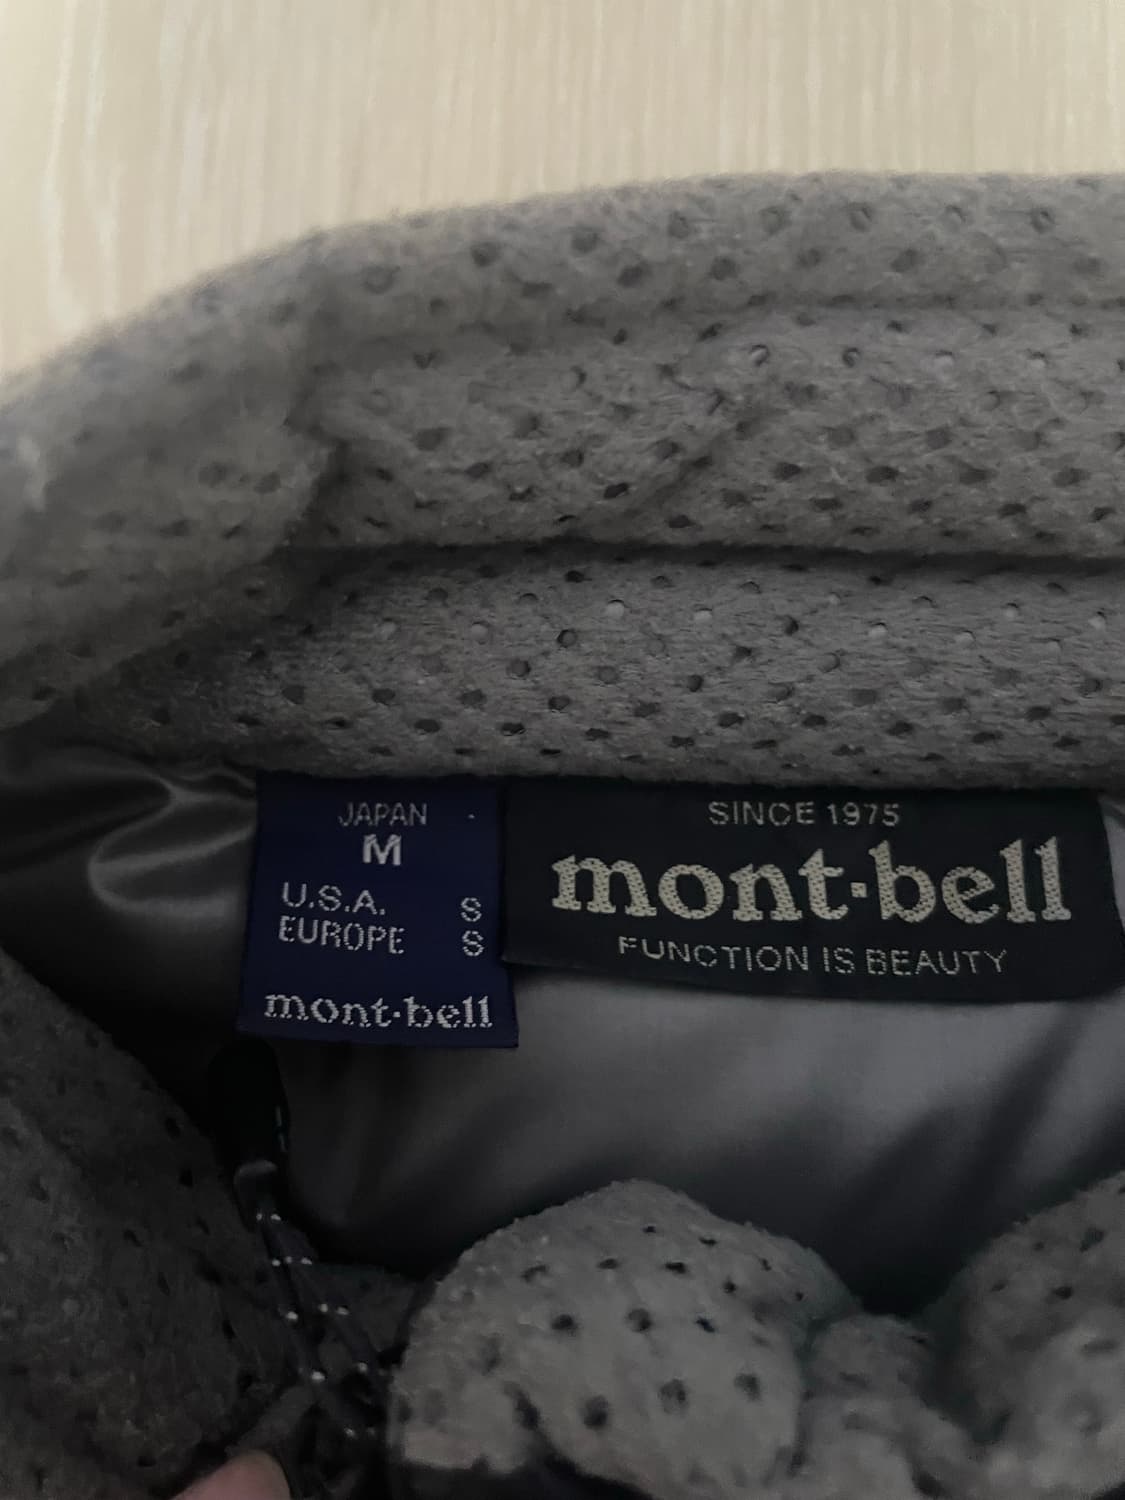 JAPAN
M
U.S.A. S
EUROPE S
mont·bell
SINCE 1975
mont·bell
FUNCTION IS BEAUTY